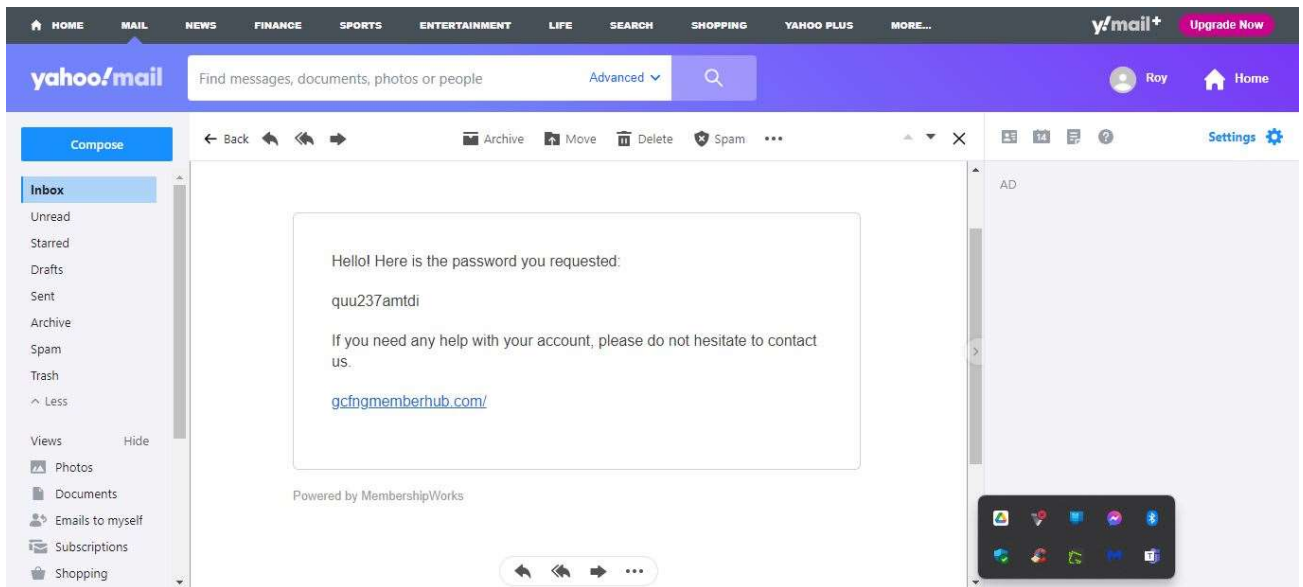 HOME MAIL NEWS FINANCE SPORTS ENTERTAINMENT LIFE SEARCH SHOPPING YAHOO PLUS MORE... y!mail+ Upgrade Now
yahoo!mail Find messages, documents, photos or people Advanced Roy Home
Compose Back Archive Move Delete Spam ••• 14 Settings
Inbox
Unread
Starred
Drafts
Sent
Archive
Spam
Trash
Less
Views Hide
Photos
Documents
Emails to myself
Subscriptions
Shopping
Hello! Here is the password you requested:
quu237amtdi
If you need any help with your account, please do not hesitate to contact
us.
gcfngmemberhub.com/
Powered by MembershipWorks
AD